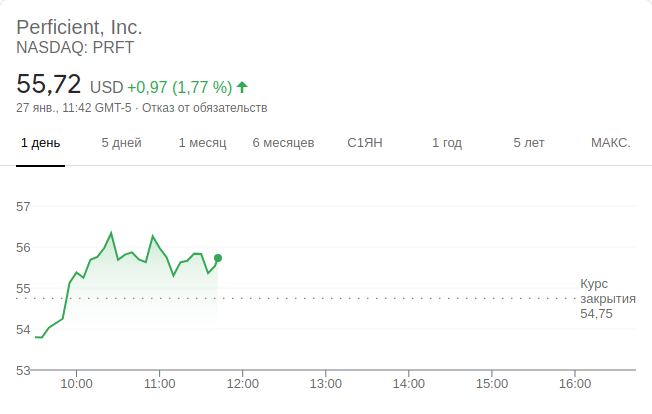 Perficient, Inc.
NASDAQ: PRFT
55,72 USD +0,97 (1,77 %)
27 янв., 11:42 GMT-5 · Отказ от обязательств
1 день 5 дней 1 месяц 6 месяцев С1ЯН 1 год 5 лет МАКС.
57
56
55
54
53
Курс
закрытия
54,75
10:00 11:00 12:00 13:00 14:00 15:00 16:00